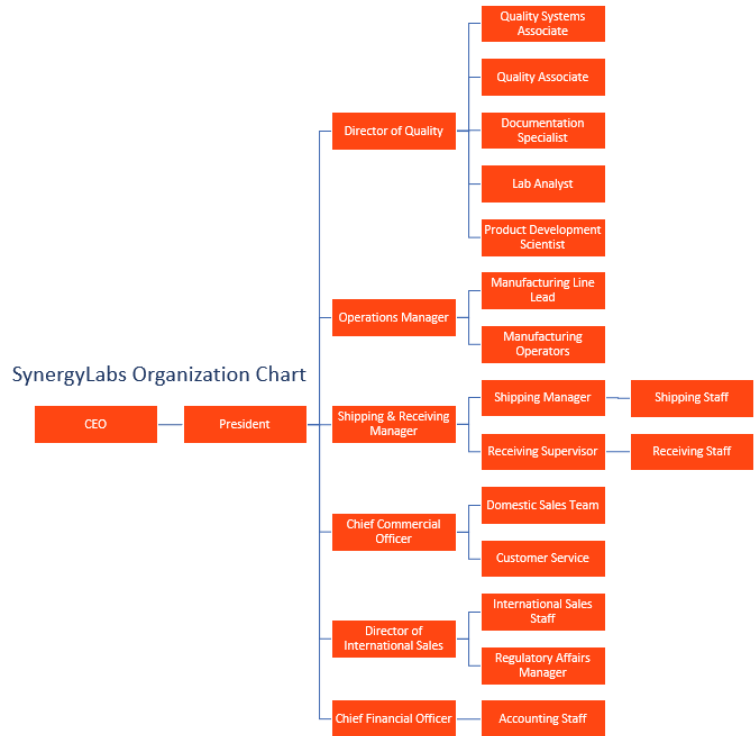 SynergyLabs Organization Chart
CEO
President
Director of Quality
Quality Systems
Associate
Quality Associate
Documentation
Specialist
Lab Analyst
Product Development
Scientist
Operations Manager
Manufacturing Line
Lead
Manufacturing
Operators
Shipping & Receiving
Manager
Shipping Manager
Shipping Staff
Receiving Supervisor
Receiving Staff
Chief Commercial
Officer
Domestic Sales Team
Customer Service
Director of
International Sales
International Sales
Staff
Regulatory Affairs
Manager
Chief Financial Officer
Accounting Staff